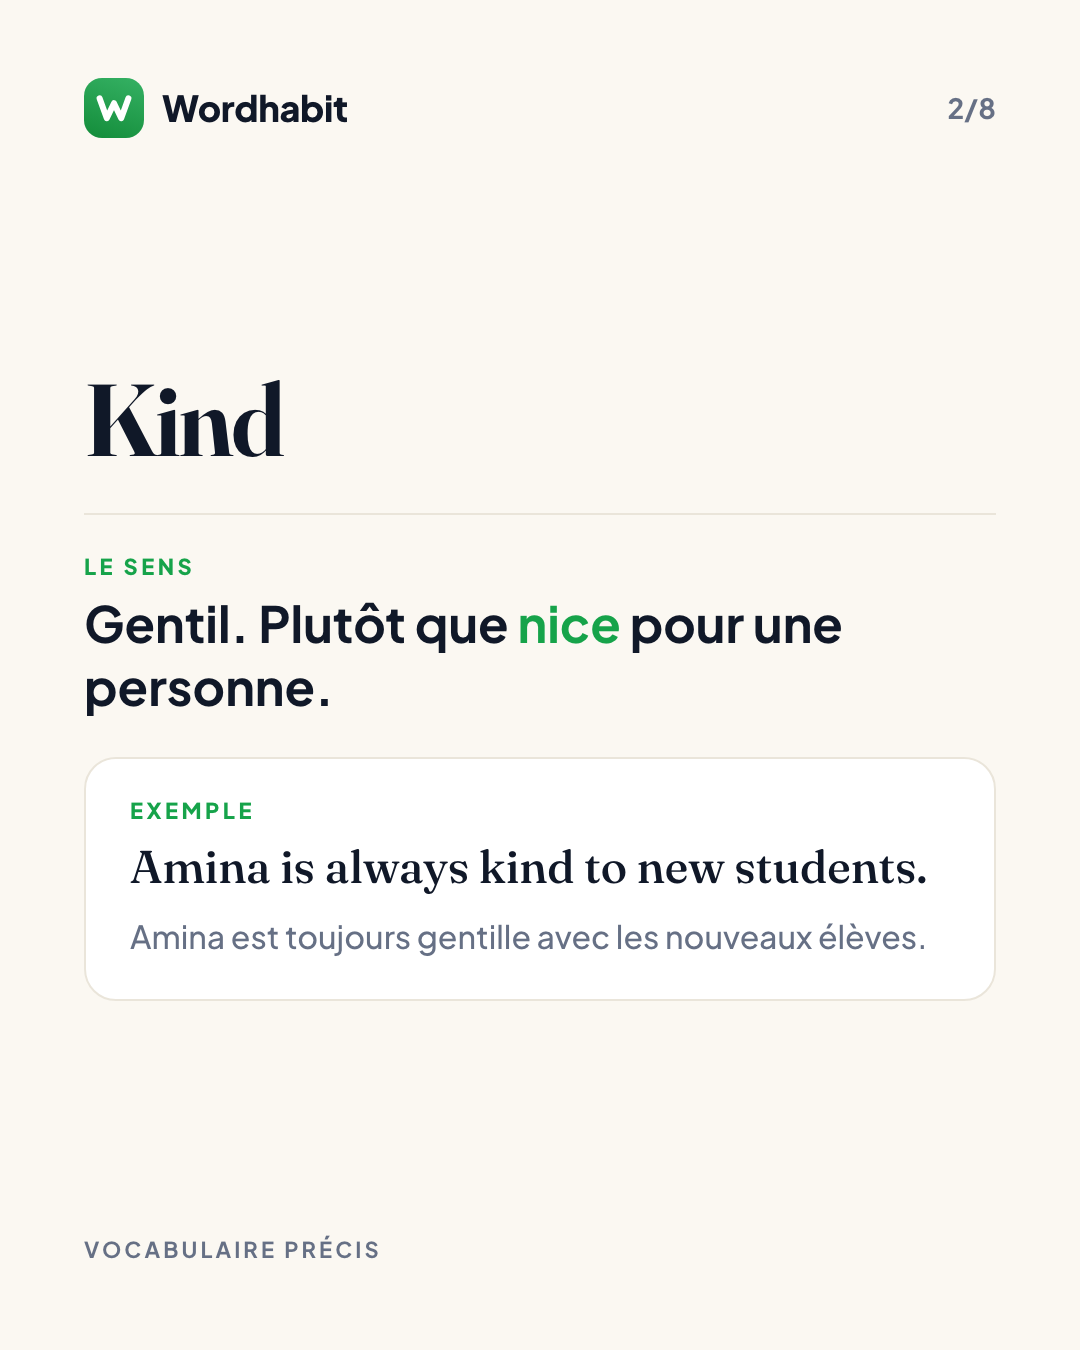 Wordhabit
2/8
Kind
LE SENS
Gentil. Plutôt que nice pour une
personne.
EXEMPLE
Amina is always kind to new students.
Amina est toujours gentille avec les nouveaux élèves.
VOCABULAIRE PRÉCIS